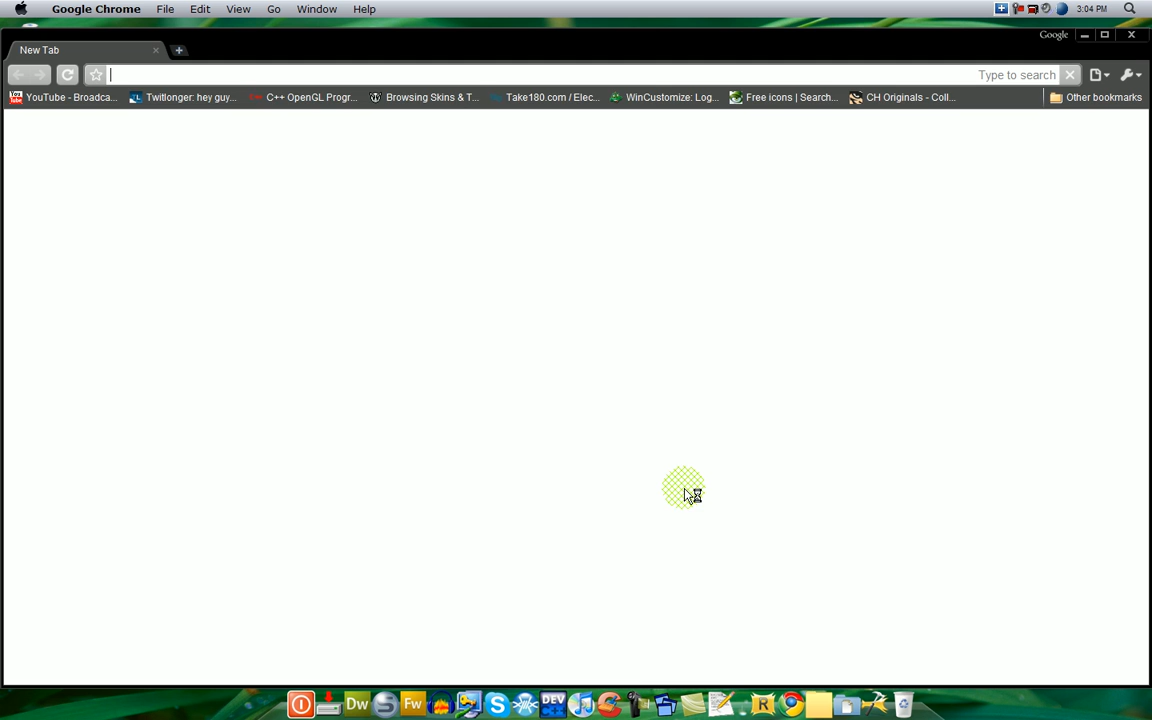 Google Chrome File Edit View Go Window Help 3:04 PM
Google
New Tab
Type to search
You Tube YouTube - Broadca... Twitlonger: hey guy... C++ OpenGL Progr... Browsing Skins & T... Take180.com / Elec... WinCustomize: Log... Free icons | Search... CH Originals - Coll... Other bookmarks
Dw S Fw S DEV R